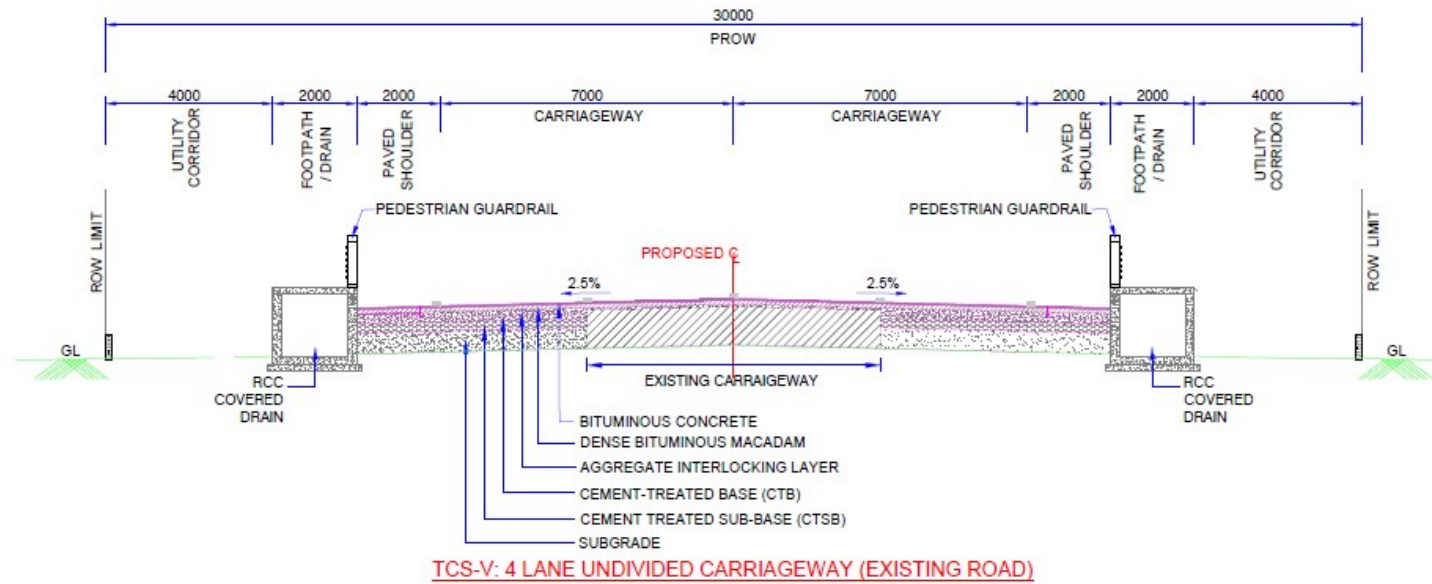 30000
PROW
4000
2000
2000
7000
7000
2000
2000
4000
UTILITY
CORRIDOR
FOOTPATH
/ DRAIN
PAVED
SHOULDER
CARRIAGEWAY
CARRIAGEWAY
PAVED
SHOULDER
FOOTPATH
/ DRAIN
UTILITY
CORRIDOR
ROW LIMIT
PEDESTRIAN GUARDRAIL
PEDESTRIAN GUARDRAIL
ROW LIMIT
PROPOSED ℄
2.5%
2.5%
GL
GL
EXISTING CARRAIGEWAY
RCC
COVERED
DRAIN
RCC
COVERED
DRAIN
BITUMINOUS CONCRETE
DENSE BITUMINOUS MACADAM
AGGREGATE INTERLOCKING LAYER
CEMENT-TREATED BASE (CTB)
CEMENT TREATED SUB-BASE (CTSB)
SUBGRADE
TCS-V: 4 LANE UNDIVIDED CARRIAGEWAY (EXISTING ROAD)